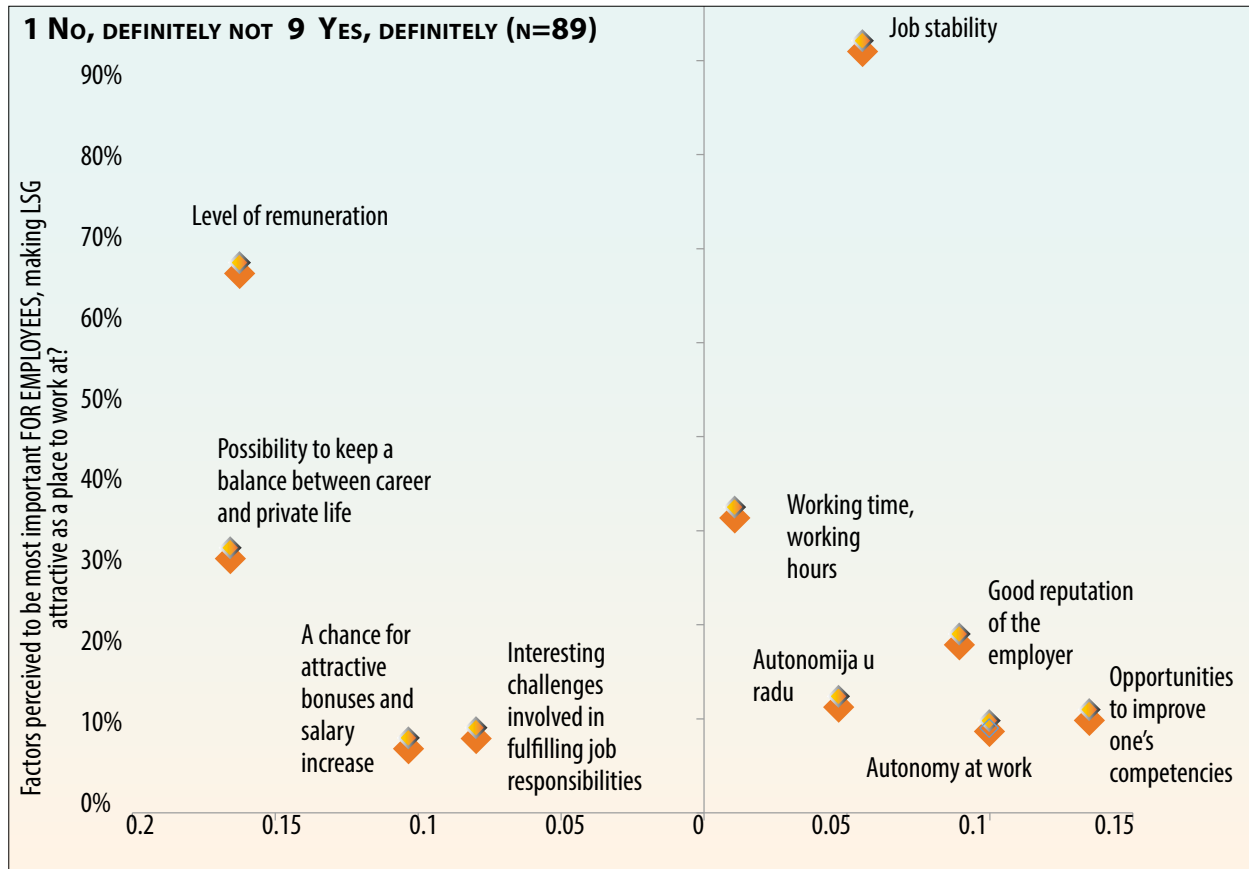 1 No, definitely not 9 Yes, definitely (n=89)
Factors perceived to be most important FOR EMPLOYEES, making LSG
attractive as a place to work at?
90%
80%
70%
60%
50%
40%
30%
20%
10%
0%
Job stability
Level of remuneration
Possibility to keep a
balance between career
and private life
Working time,
working
hours
A chance for
attractive
bonuses and
salary
increase
Interesting
challenges
involved in
fulfilling job
responsibilities
Autonomija u
radu
Good reputation
of the
employer
Autonomy at work
Opportunities
to improve
one's
competencies
0.2
0.15
0.1
0.05
0
0.05
0.1
0.15